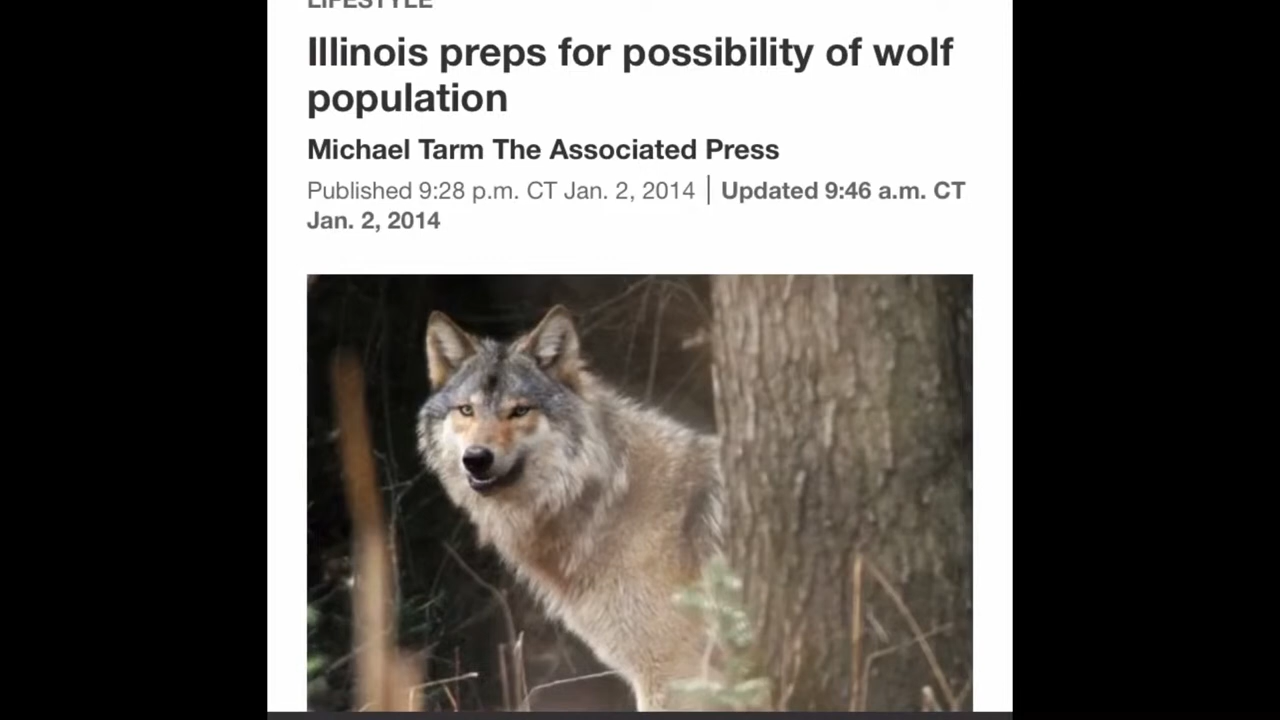 LIFESTYLE
Illinois preps for possibility of wolf
population
Michael Tarm The Associated Press
Published 9:28 p.m. CT Jan. 2, 2014 | Updated 9:46 a.m. CT
Jan. 2, 2014